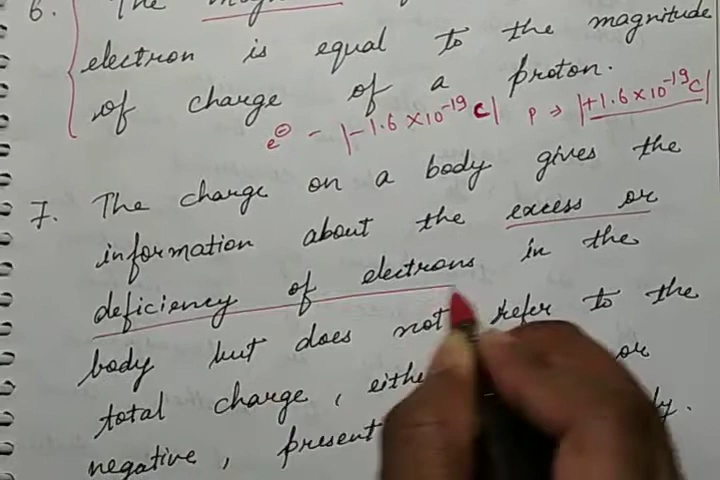 6. The
electron is equal to the magnitude
of charge of a proton.
e⊖ - |-1.6 × 10⁻¹⁹ C| p → |+1.6 × 10⁻¹⁹ C|
7. The charge on a body gives the
information about the excess or
deficiency of electrons in the
body but does not refer to the
total charge, or
negative, present